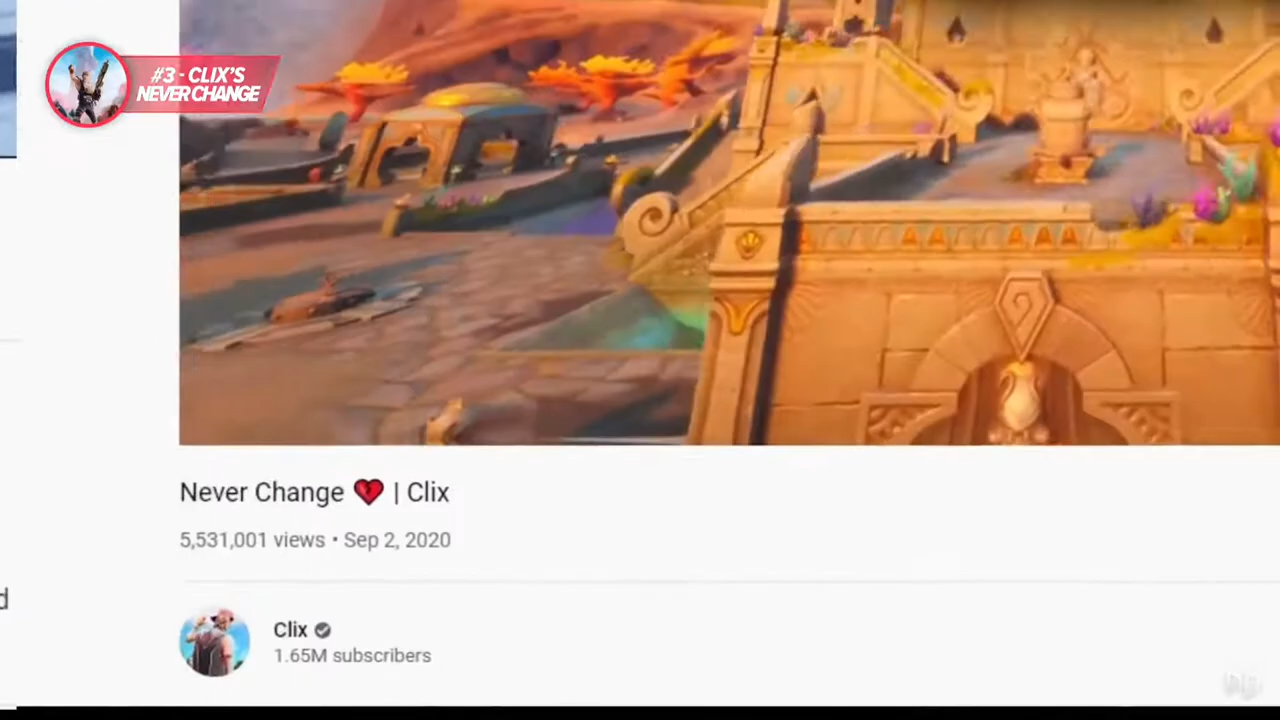 #3 - CLIX'S
NEVER CHANGE
Never Change 💔 | Clix
5,531,001 views • Sep 2, 2020
d
Clix
1.65M subscribers